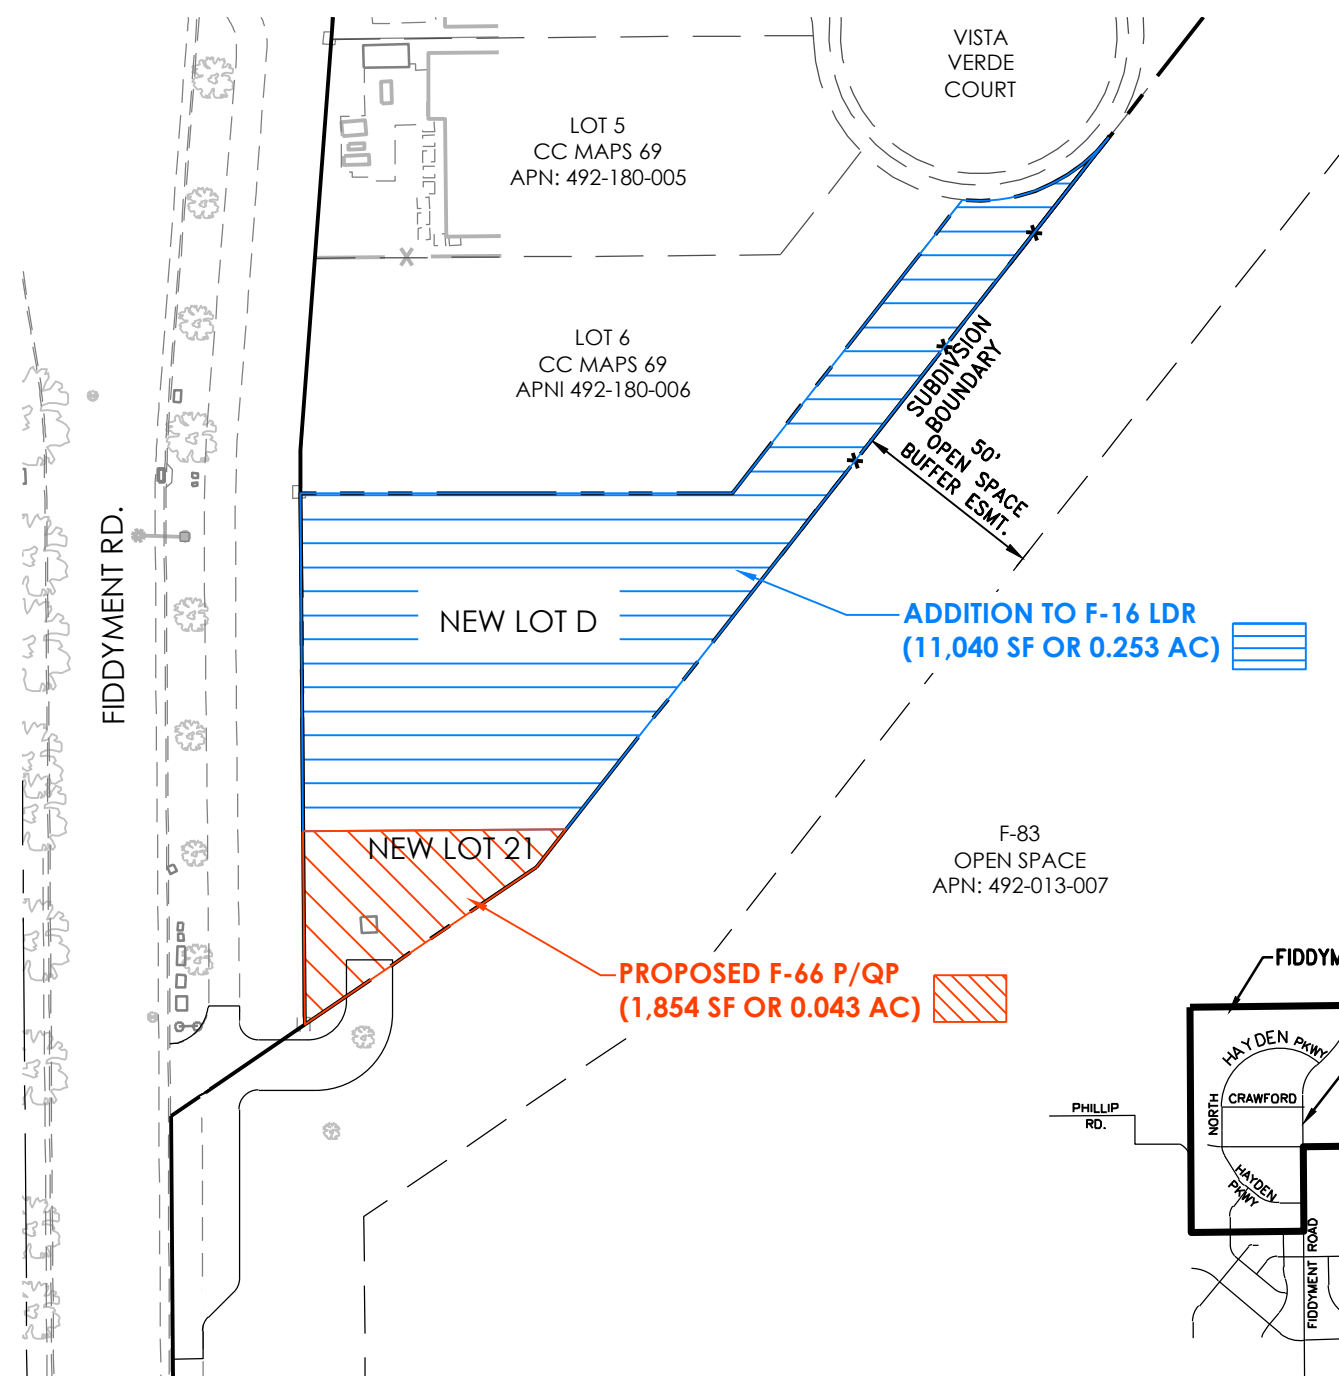 VISTA
VERDE
COURT
LOT 5
CC MAPS 69
APN: 492-180-005
LOT 6
CC MAPS 69
APNI 492-180-006
SUBDIVISION
BOUNDARY
50'
OPEN SPACE
BUFFER ESMT.
FIDDYMENT RD.
NEW LOT D
ADDITION TO F-16 LDR
(11,040 SF OR 0.253 AC)
NEW LOT 21
F-83
OPEN SPACE
APN: 492-013-007
PROPOSED F-66 P/QP
(1,854 SF OR 0.043 AC)
FIDDYM
HAYDEN PKWY
NORTH
CRAWFORD
PHILLIP
RD.
HAYDEN
PKWY
FIDDYMENT ROAD